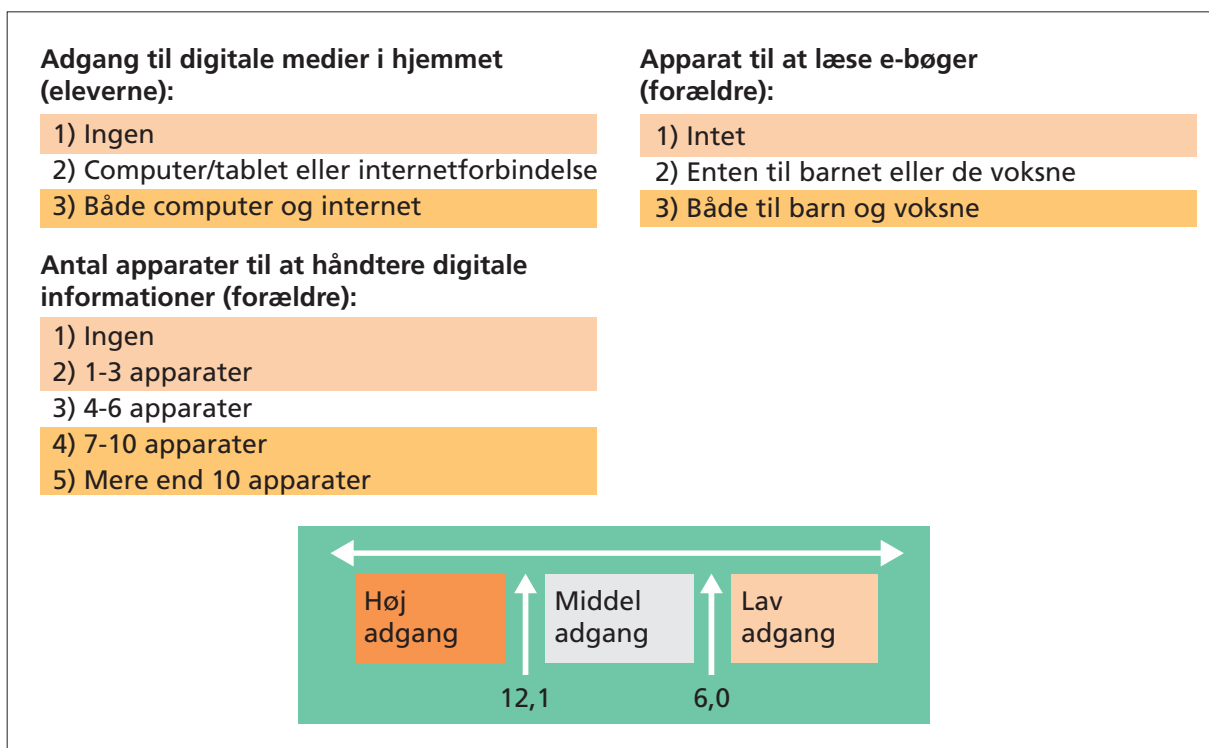 Adgang til digitale medier i hjemmet
(eleverne):
1) Ingen
2) Computer/tablet eller internetforbindelse
3) Både computer og internet
Antal apparater til at håndtere digitale
informationer (forældre):
1) Ingen
2) 1-3 apparater
3) 4-6 apparater
4) 7-10 apparater
5) Mere end 10 apparater
Apparat til at læse e-bøger
(forældre):
1) Intet
2) Enten til barnet eller de voksne
3) Både til barn og voksne
Høj
adgang
Middel
adgang
Lav
adgang
12,1
6,0